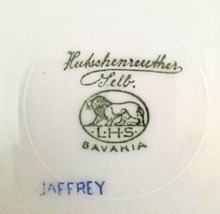 Hutschenreuther
Selb.
L·H·S
BAVARIA
JAFFREY